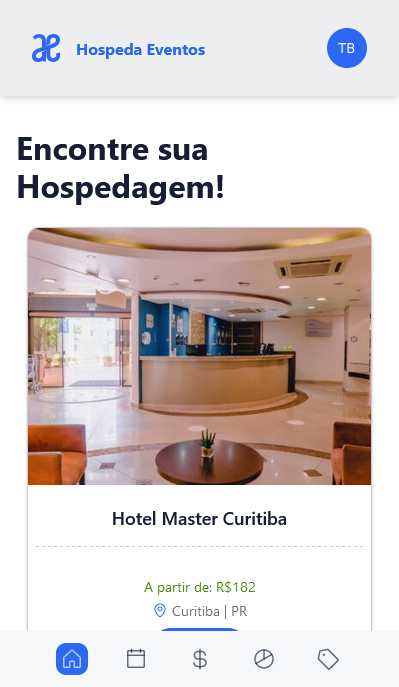 Hospeda Eventos
TB
Encontre sua
Hospedagem!
Hotel Master Curitiba
A partir de: R$182
Curitiba | PR